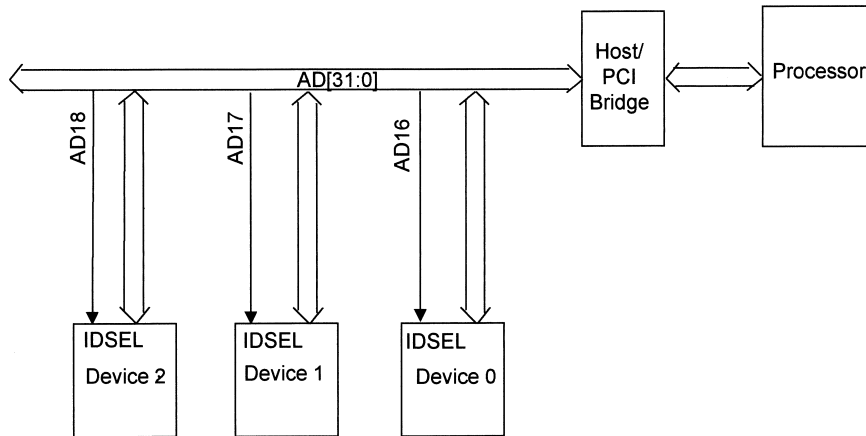 Host/
PCI
Bridge
Processor
AD[31:0]
AD18
AD17
AD16
IDSEL
Device 2
IDSEL
Device 1
IDSEL
Device 0